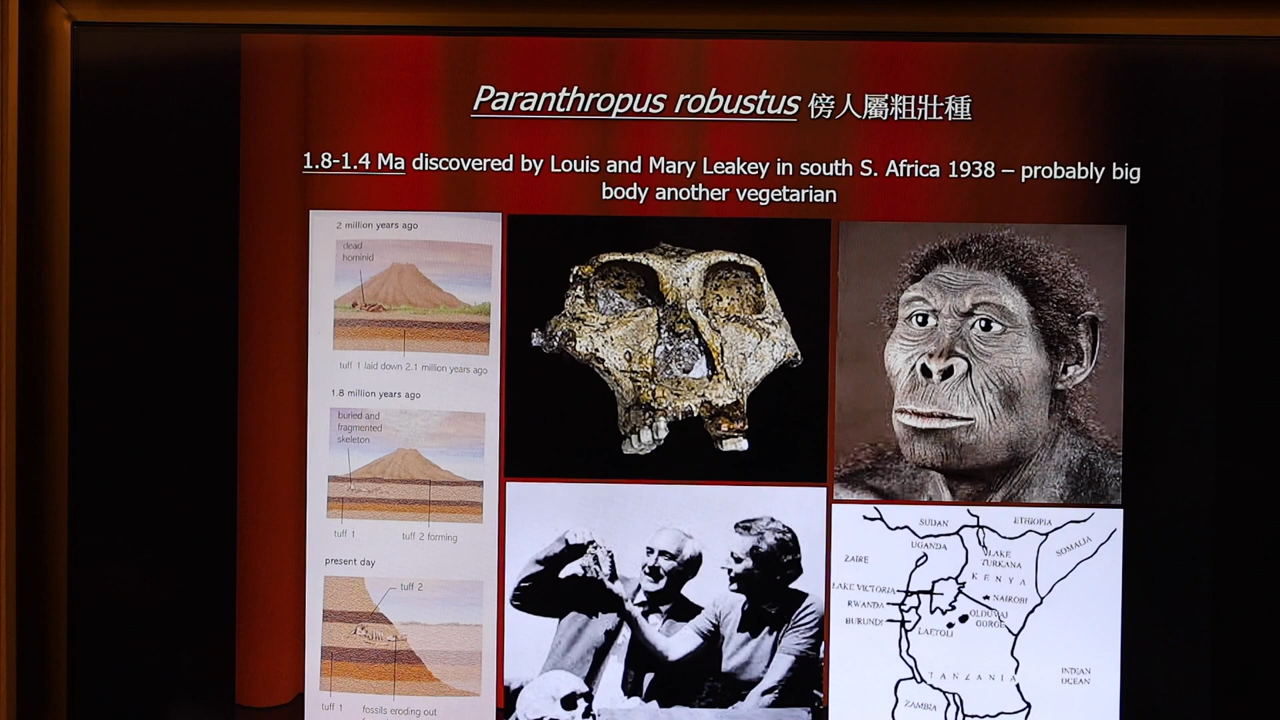 Paranthropus robustus 傍人屬粗壯種
1.8-1.4 Ma discovered by Louis and Mary Leakey in south S. Africa 1938 – probably big
body another vegetarian
2 million years ago
dead
hominid
tuff 1 laid down 2.1 million years ago
1.8 million years ago
buried and
fragmented
skeleton
tuff 1
tuff 2 forming
present day
tuff 2
tuff 1
fossils eroding out
SUDAN
ETHIOPIA
UGANDA
SOMALIA
ZAIRE
LAKE
TURKANA
KENYA
LAKE VICTORIA
NAIROBI
RWANDA
OLDUVAI
GORGE
BURUNDI
LAETOLI
TANZANIA
INDIAN
OCEAN
ZAMBIA